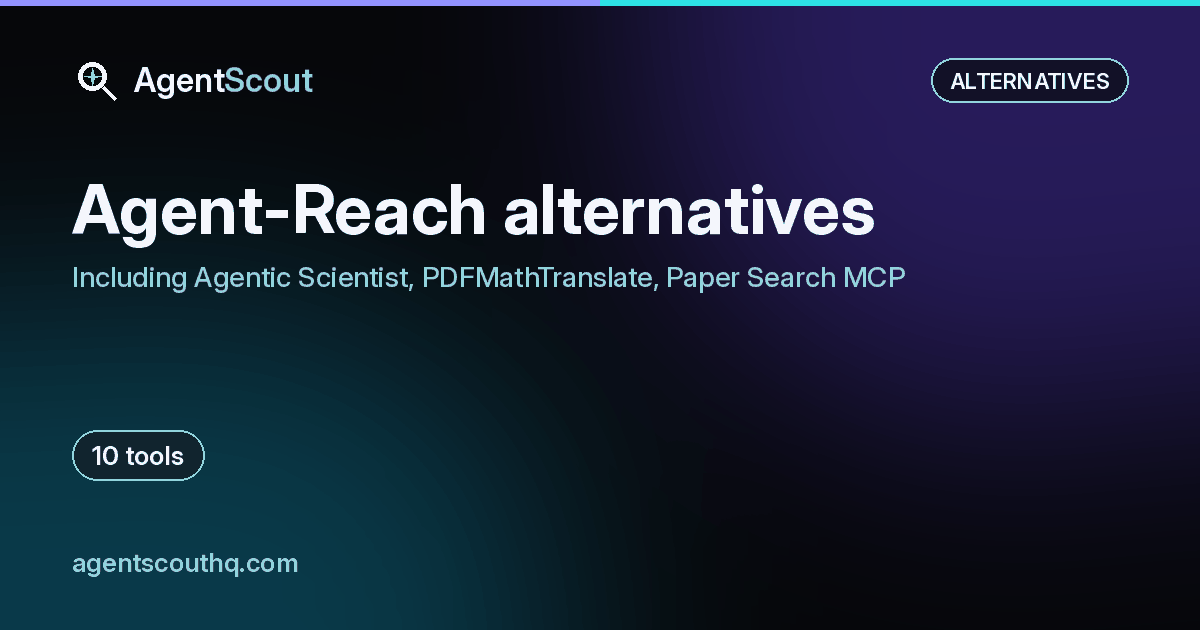 AgentScout
ALTERNATIVES
Agent-Reach alternatives
Including Agentic Scientist, PDFMathTranslate, Paper Search MCP
10 tools
agentscouthq.com